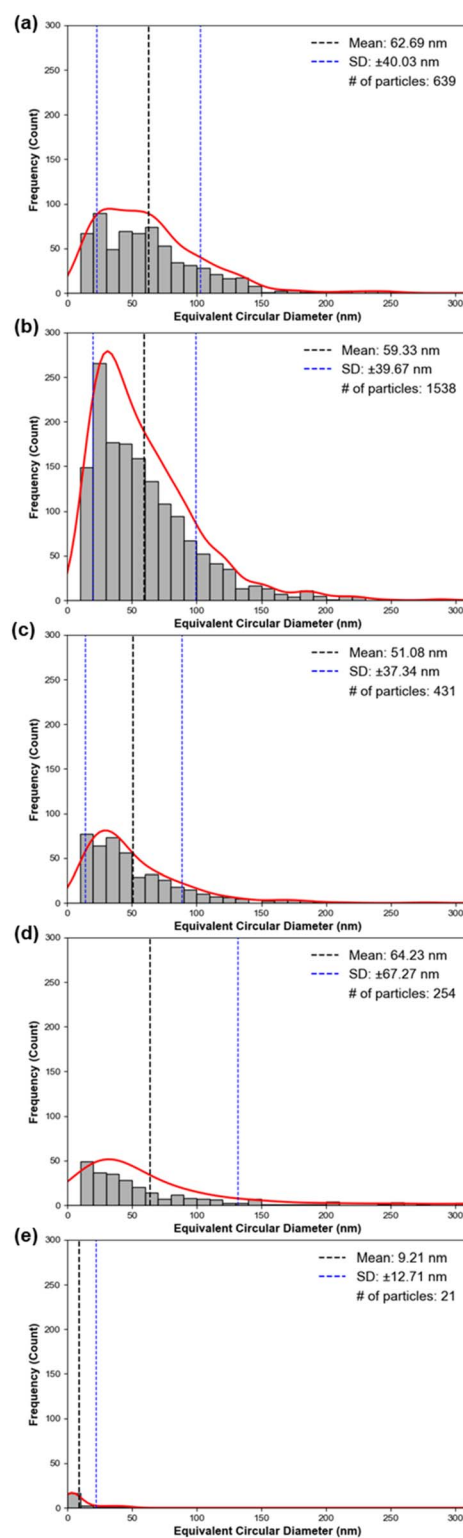 (a)
300
250
200
150
100
50
0
Frequency (Count)
Mean: 62.69 nm
SD: ±40.03 nm
# of particles: 639
0 50 100 150 200 250 300
Equivalent Circular Diameter (nm)
(b)
300
250
200
150
100
50
0
Frequency (Count)
Mean: 59.33 nm
SD: ±39.67 nm
# of particles: 1538
0 50 100 150 200 250 300
Equivalent Circular Diameter (nm)
(c)
300
250
200
150
100
50
0
Frequency (Count)
Mean: 51.08 nm
SD: ±37.34 nm
# of particles: 431
0 50 100 150 200 250 300
Equivalent Circular Diameter (nm)
(d)
300
250
200
150
100
50
0
Frequency (Count)
Mean: 64.23 nm
SD: ±67.27 nm
# of particles: 254
0 50 100 150 200 250 300
Equivalent Circular Diameter (nm)
(e)
300
250
200
150
100
50
0
Frequency (Count)
Mean: 9.21 nm
SD: ±12.71 nm
# of particles: 21
0 50 100 150 200 250 300
Equivalent Circular Diameter (nm)